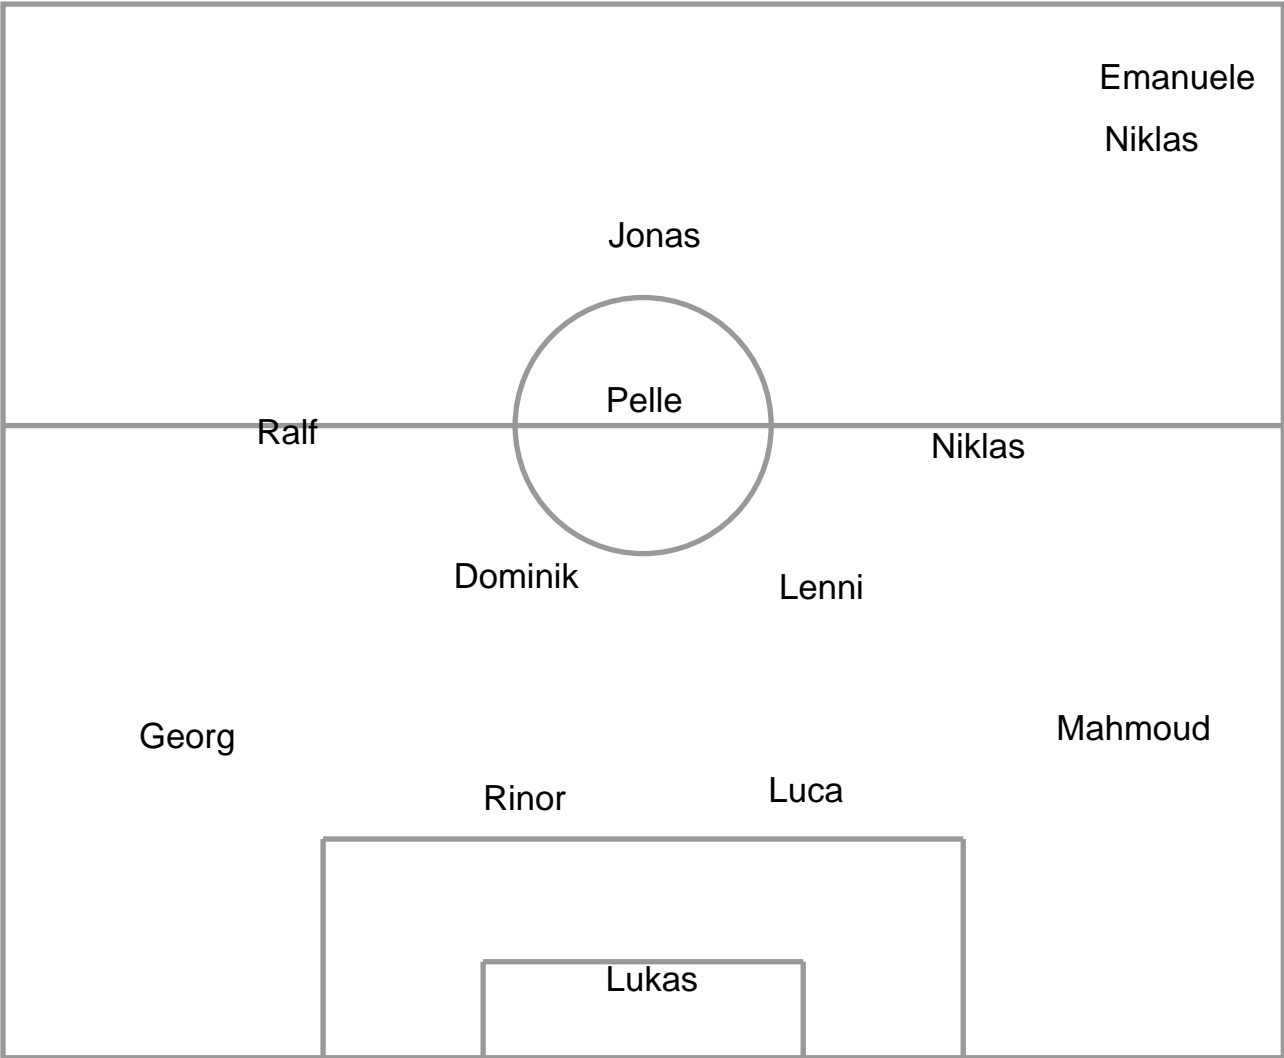 Emanuele
Niklas
Jonas
Pelle
Ralf
Niklas
Dominik
Lenni
Georg
Mahmoud
Rinor
Luca
Lukas